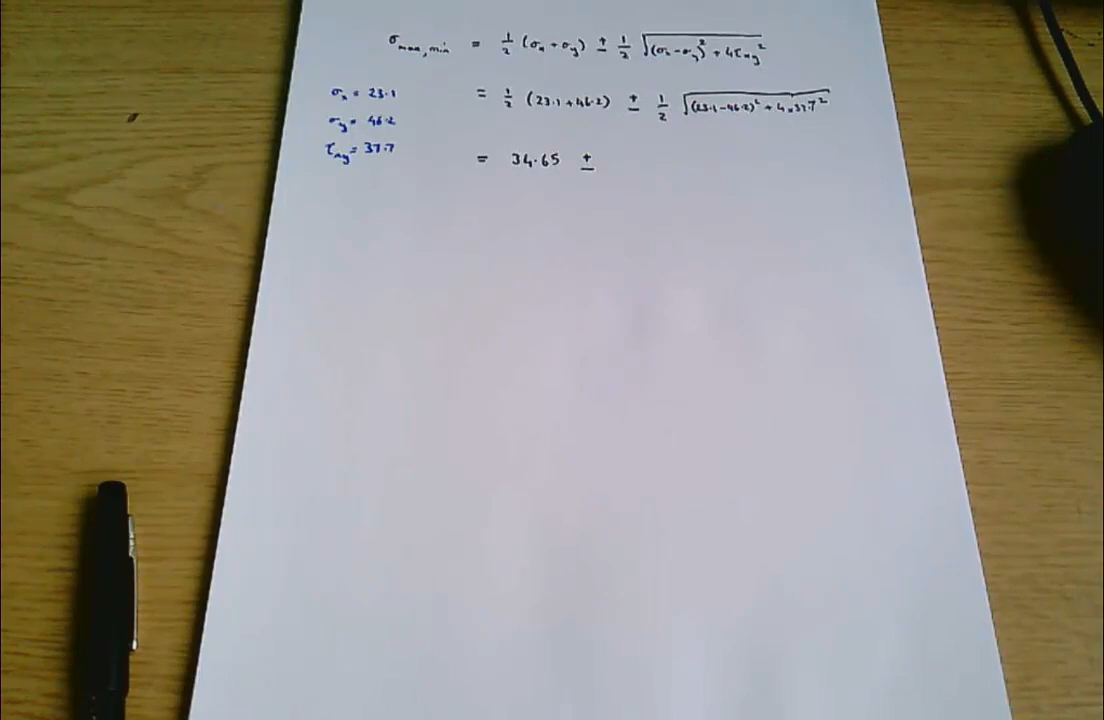 σmax,min = 1/2 (σx + σy) ± 1/2 √((σx − σy)² + 4τxy²)
σx = 23.1
= 1/2 (23.1 + 46.2) ± 1/2 √((23.1 − 46.2)² + 4 × 37.7²)
σy = 46.2
τxy = 37.7
= 34.65 ±